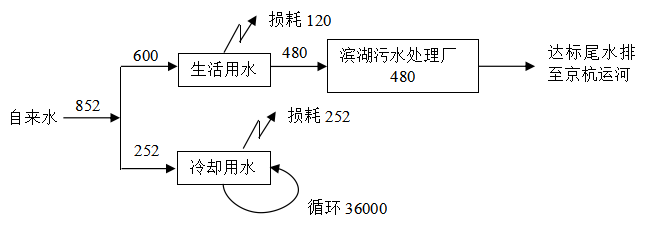 损耗 120
600
生活用水
480
滨湖污水处理厂
480
达标尾水排
至京杭运河
自来水
852
252
损耗 252
冷却用水
循环 36000